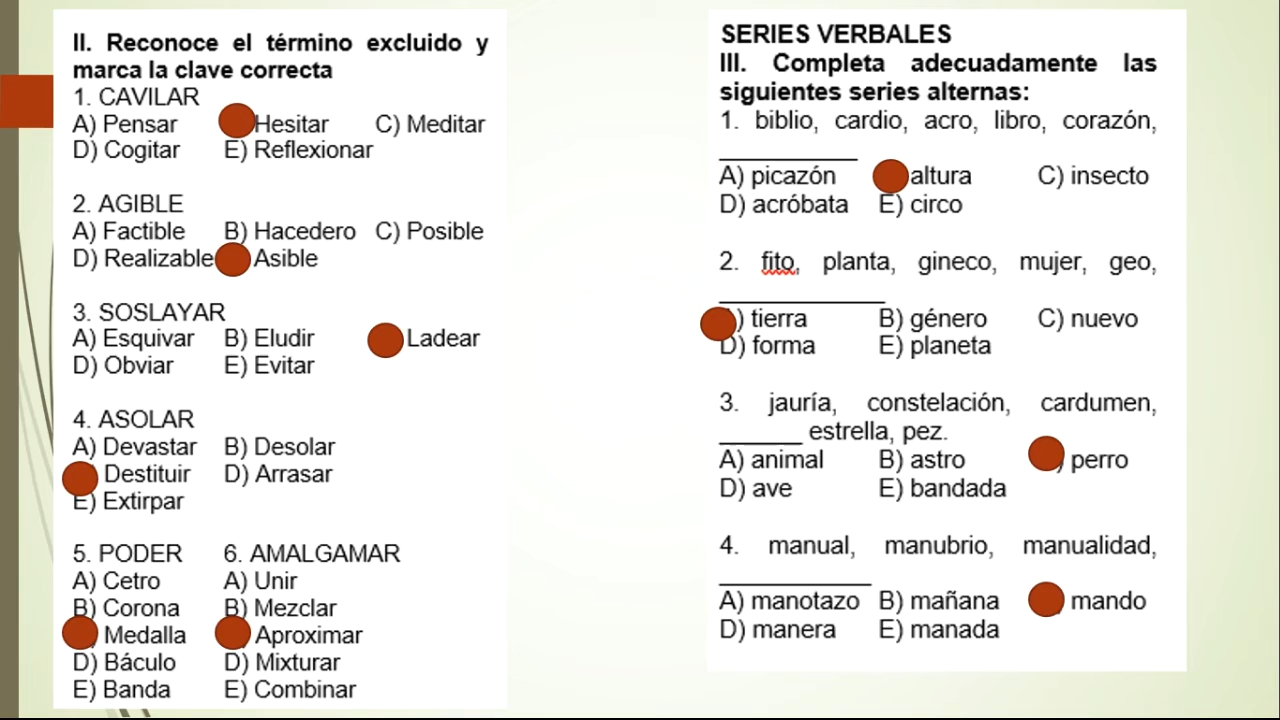 II. Reconoce el término excluido y
marca la clave correcta
1. CAVILAR
A) Pensar Hesitar C) Meditar
D) Cogitar E) Reflexionar
2. AGIBLE
A) Factible B) Hacedero C) Posible
D) Realizable Asible
3. SOSLAYAR
A) Esquivar B) Eludir Ladear
D) Obviar E) Evitar
4. ASOLAR
A) Devastar B) Desolar
Destituir D) Arrasar
E) Extirpar
5. PODER 6. AMALGAMAR
A) Cetro A) Unir
B) Corona B) Mezclar
Medalla Aproximar
D) Báculo D) Mixturar
E) Banda E) Combinar
SERIES VERBALES
III. Completa adecuadamente las
siguientes series alternas:
1. biblio, cardio, acro, libro, corazón,
____________
A) picazón altura C) insecto
D) acróbata E) circo
2. fito, planta, gineco, mujer, geo,
______________
) tierra B) género C) nuevo
D) forma E) planeta
3. jauría, constelación, cardumen,
_______ estrella, pez.
A) animal B) astro ) perro
D) ave E) bandada
4. manual, manubrio, manualidad,
_____________
A) manotazo B) mañana mando
D) manera E) manada